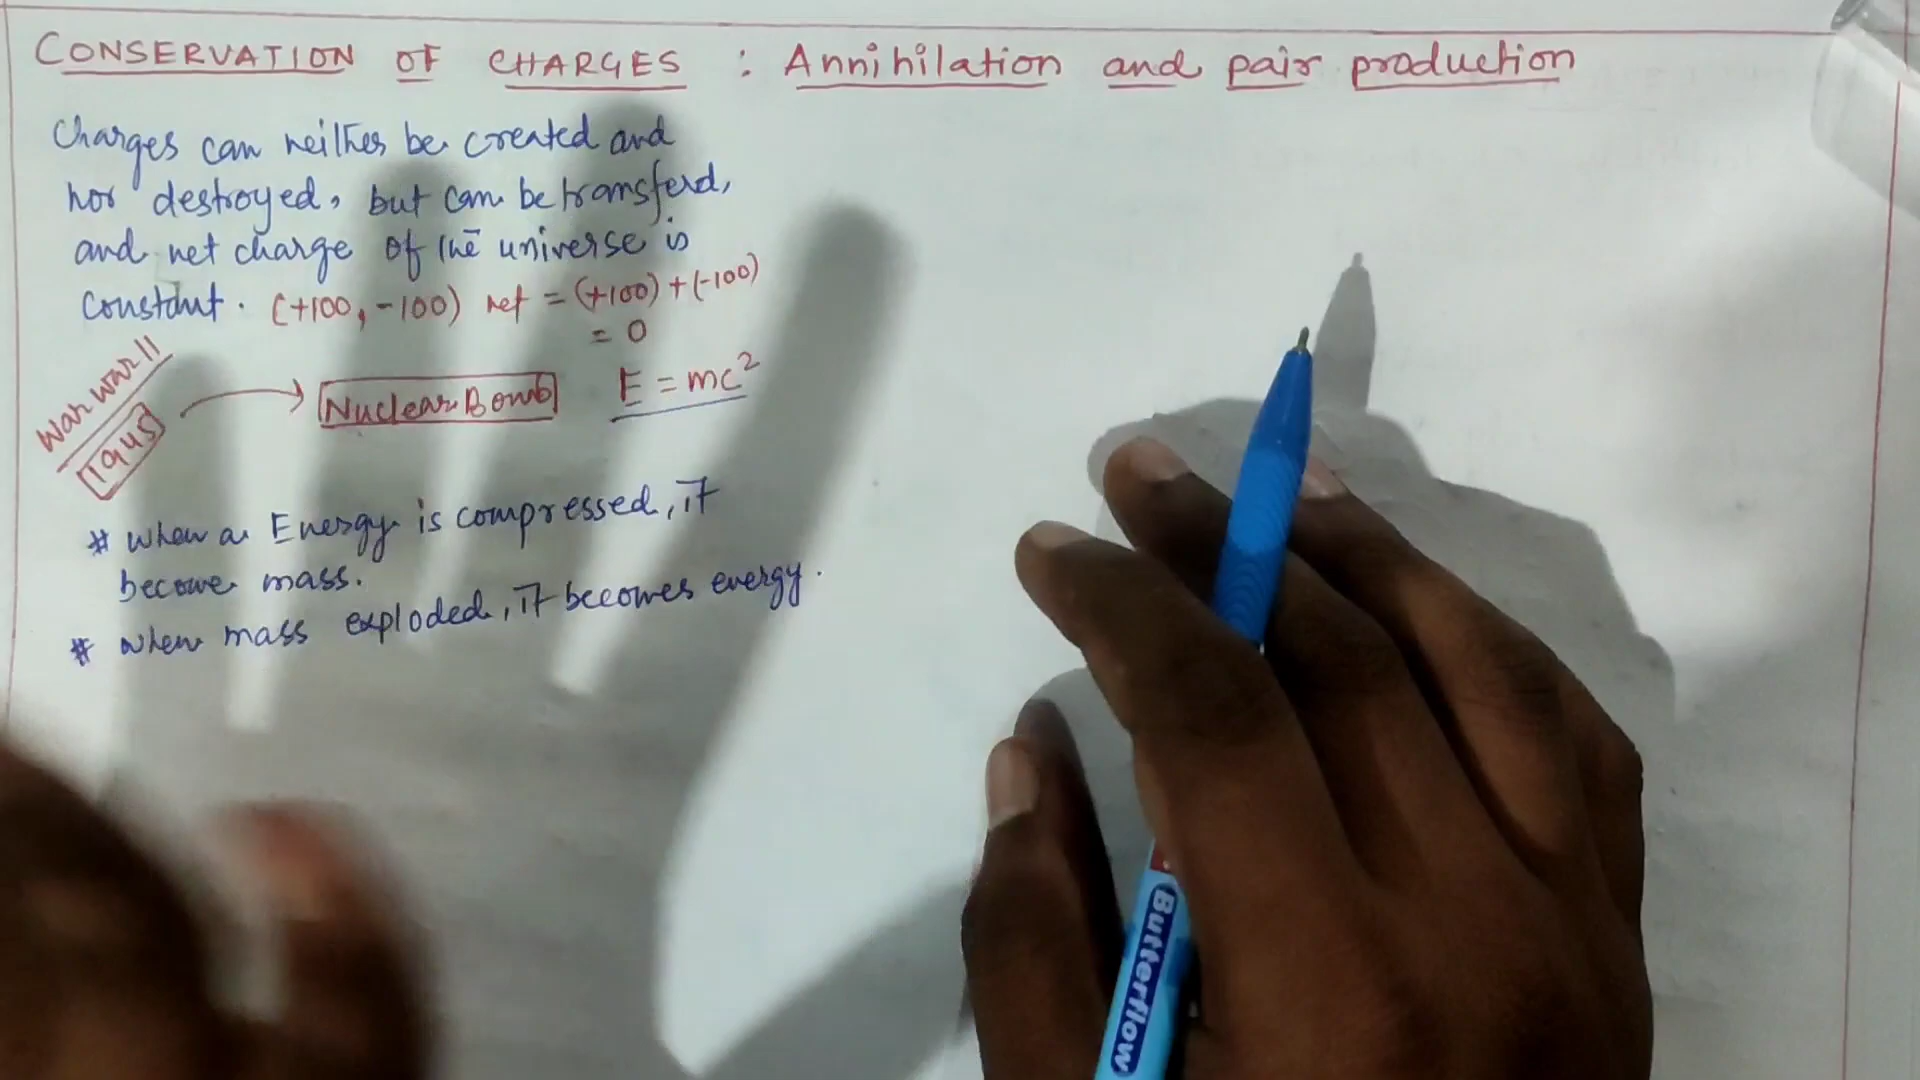 CONSERVATION OF CHARGES : Annihilation and pair production
Charges can neither be created and
nor destroyed, but can be transferd,
and net charge of the universe is
constant. (+100, -100) net = (+100) + (-100)
= 0
War War II
1945
Nuclear Bomb
E = mc²
# when a Energy is compressed, it
become mass.
# when mass exploded, it becomes energy.
Butterflow